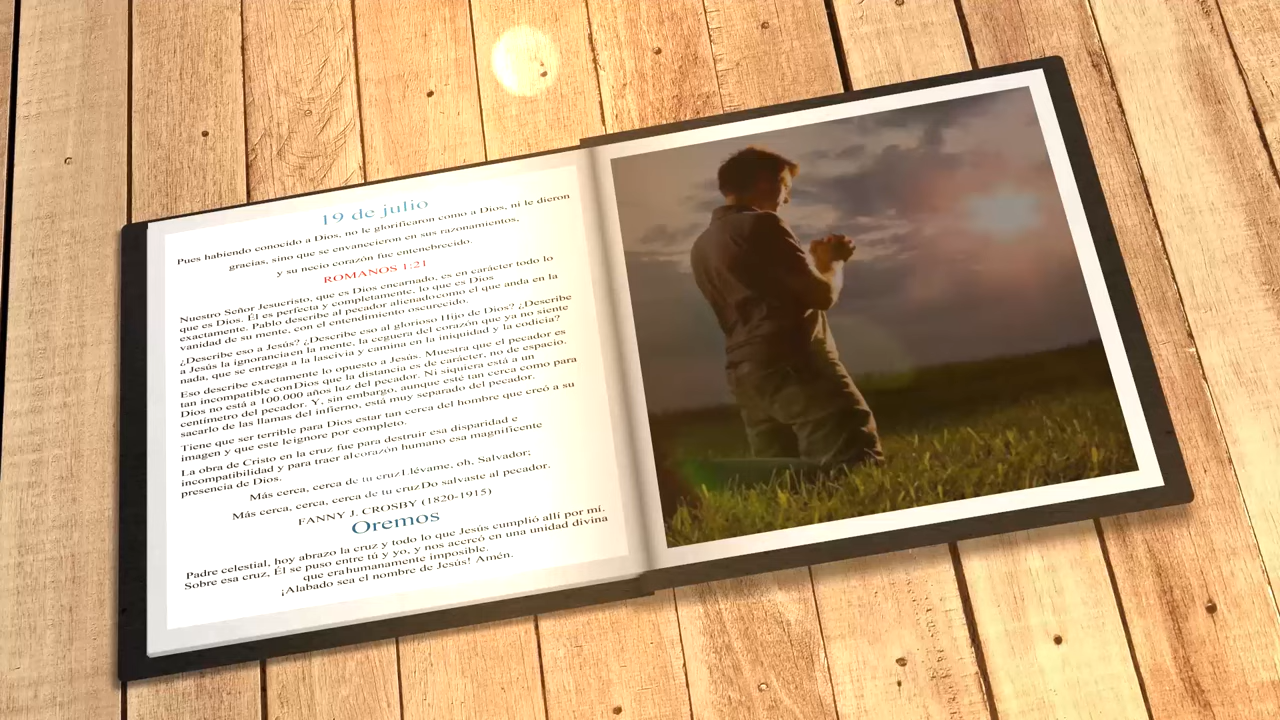 19 de julio
Pues habiendo conocido a Dios, no le glorificaron como a Dios, ni le dieron
gracias, sino que se envanecieron en sus razonamientos,
y su necio corazón fue entenebrecido.
ROMANOS 1:21
Nuestro Señor Jesucristo, que es Dios encarnado, es en carácter todo lo
que es Dios. Él es perfecta y completamente, lo que es Dios
exactamente. Pablo describe al pecador alienadocomo el que anda en la
vanidad de su mente, con el entendimiento oscurecido.
¿Describe eso a Jesús? ¿Describe eso al glorioso Hijo de Dios? ¿Describe
a Jesús la ignoranciaen la mente, la ceguera del corazón que ya no siente
nada, que se entrega a la lascivia y camina en la iniquidad y la codicia?
Eso describe exactamente lo opuesto a Jesús. Muestra que el pecador es
tan incompatible conDios que la distancia es de carácter, no de espacio.
Dios no está a 100.000 años luz del pecador. Ni siquiera está a un
centímetro del pecador. Y, sin embargo, aunque esté tan cerca como para
sacarlo de las llamas del infierno, está muy separado del pecador.
Tiene que ser terrible para Dios estar tan cerca del hombre que creó a su
imagen y que este leignore por completo.
La obra de Cristo en la cruz fue para destruir esa disparidad e
incompatibilidad y para traer alcorazón humano esa magnificente
presencia de Dios.
Más cerca, cerca de tu cruzLlévame, oh, Salvador;
Más cerca, cerca de tu cruzDo salvaste al pecador.
FANNY J. CROSBY (1820-1915)
Oremos
Padre celestial, hoy abrazo la cruz y todo lo que Jesús cumplió allí por mí.
Sobre esa cruz, Él se puso entre tú y yo, y nos acercó en una unidad divina
que erahumanamente imposible.
¡Alabado sea el nombre de Jesús! Amén.